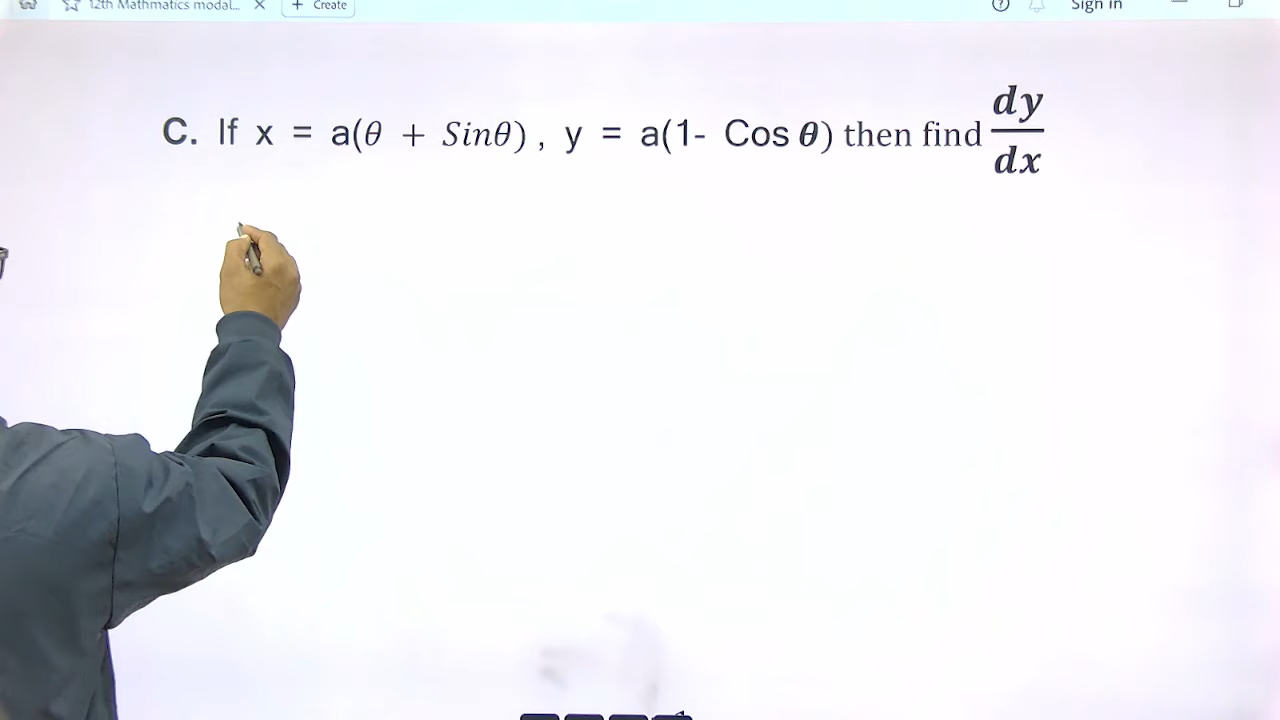 12th Mathmatics modal... × + Create Sign in
C. If x = a(θ + Sinθ) , y = a(1- Cos θ) then find dy/dx